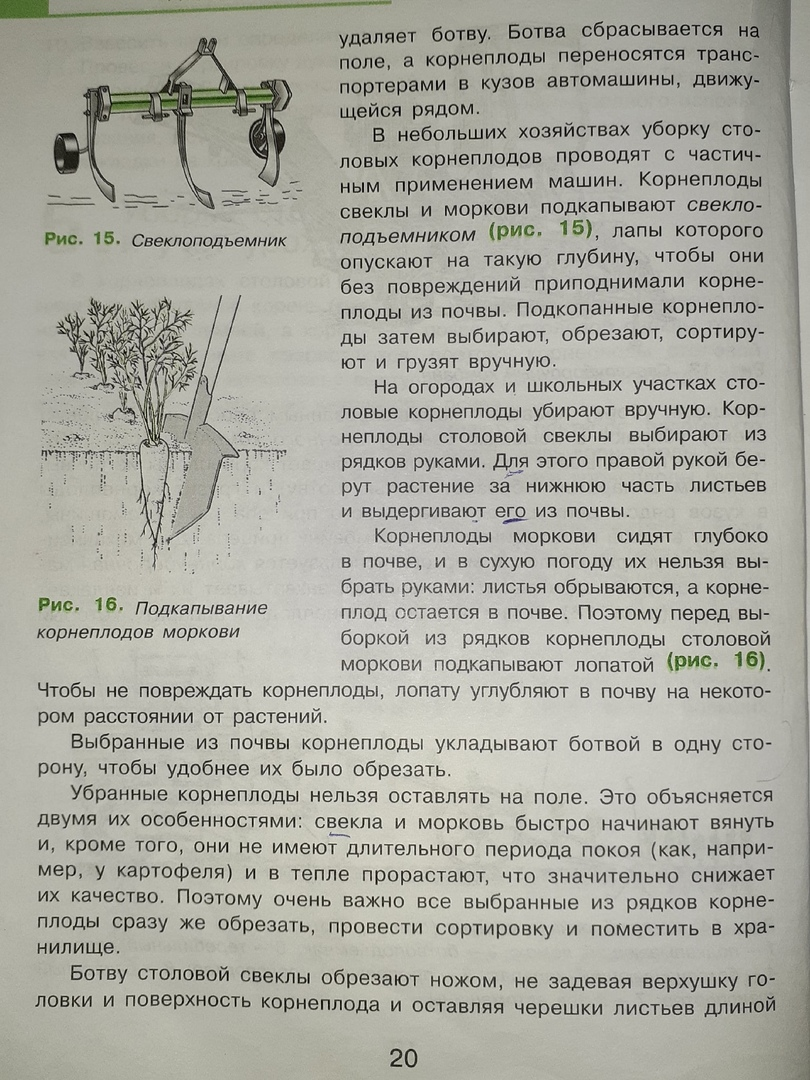 удаляет ботву. Ботва сбрасывается на
поле, а корнеплоды переносятся транс-
портерами в кузов автомашины, движу-
щейся рядом.
В небольших хозяйствах уборку сто-
ловых корнеплодов проводят с частич-
ным применением машин. Корнеплоды
свеклы и моркови подкапывают свекло-
подъемником (рис. 15), лапы которого
опускают на такую глубину, чтобы они
без повреждений приподнимали корне-
плоды из почвы. Подкопанные корнепло-
ды затем выбирают, обрезают, сортиру-
ют и грузят вручную.
На огородах и школьных участках сто-
ловые корнеплоды убирают вручную. Кор-
неплоды столовой свеклы выбирают из
рядков руками. Для этого правой рукой бе-
рут растение за нижнюю часть листьев
и выдергивают его из почвы.
Корнеплоды моркови сидят глубоко
в почве, и в сухую погоду их нельзя вы-
брать руками: листья обрываются, а корне-
плод остается в почве. Поэтому перед вы-
боркой из рядков корнеплоды столовой
моркови подкапывают лопатой (рис. 16).
Рис. 15. Свеклоподъемник
Рис. 16. Подкапывание
корнеплодов моркови
Чтобы не повреждать корнеплоды, лопату углубляют в почву на некото-
ром расстоянии от растений.
Выбранные из почвы корнеплоды укладывают ботвой в одну сто-
рону, чтобы удобнее их было обрезать.
Убранные корнеплоды нельзя оставлять на поле. Это объясняется
двумя их особенностями: свекла и морковь быстро начинают вянуть
и, кроме того, они не имеют длительного периода покоя (как, напри-
мер, у картофеля) и в тепле прорастают, что значительно снижает
их качество. Поэтому очень важно все выбранные из рядков корне-
плоды сразу же обрезать, провести сортировку и поместить в хра-
нилище.
Ботву столовой свеклы обрезают ножом, не задевая верхушку го-
ловки и поверхность корнеплода и оставляя черешки листьев длиной
20